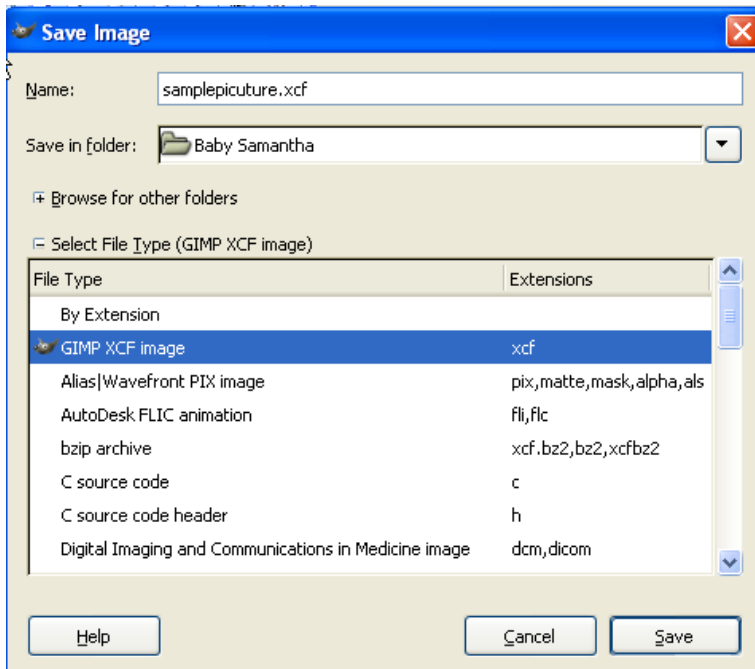 Save Image
Name: samplepicuture.xcf
Save in folder: Baby Samantha
Browse for other folders
Select File Type (GIMP XCF image)
File Type Extensions
By Extension
GIMP XCF image xcf
Alias|Wavefront PIX image pix,matte,mask,alpha,als
AutoDesk FLIC animation fli,flc
bzip archive xcf.bz2,bz2,xcfbz2
C source code c
C source code header h
Digital Imaging and Communications in Medicine image dcm,dicom
Help Cancel Save